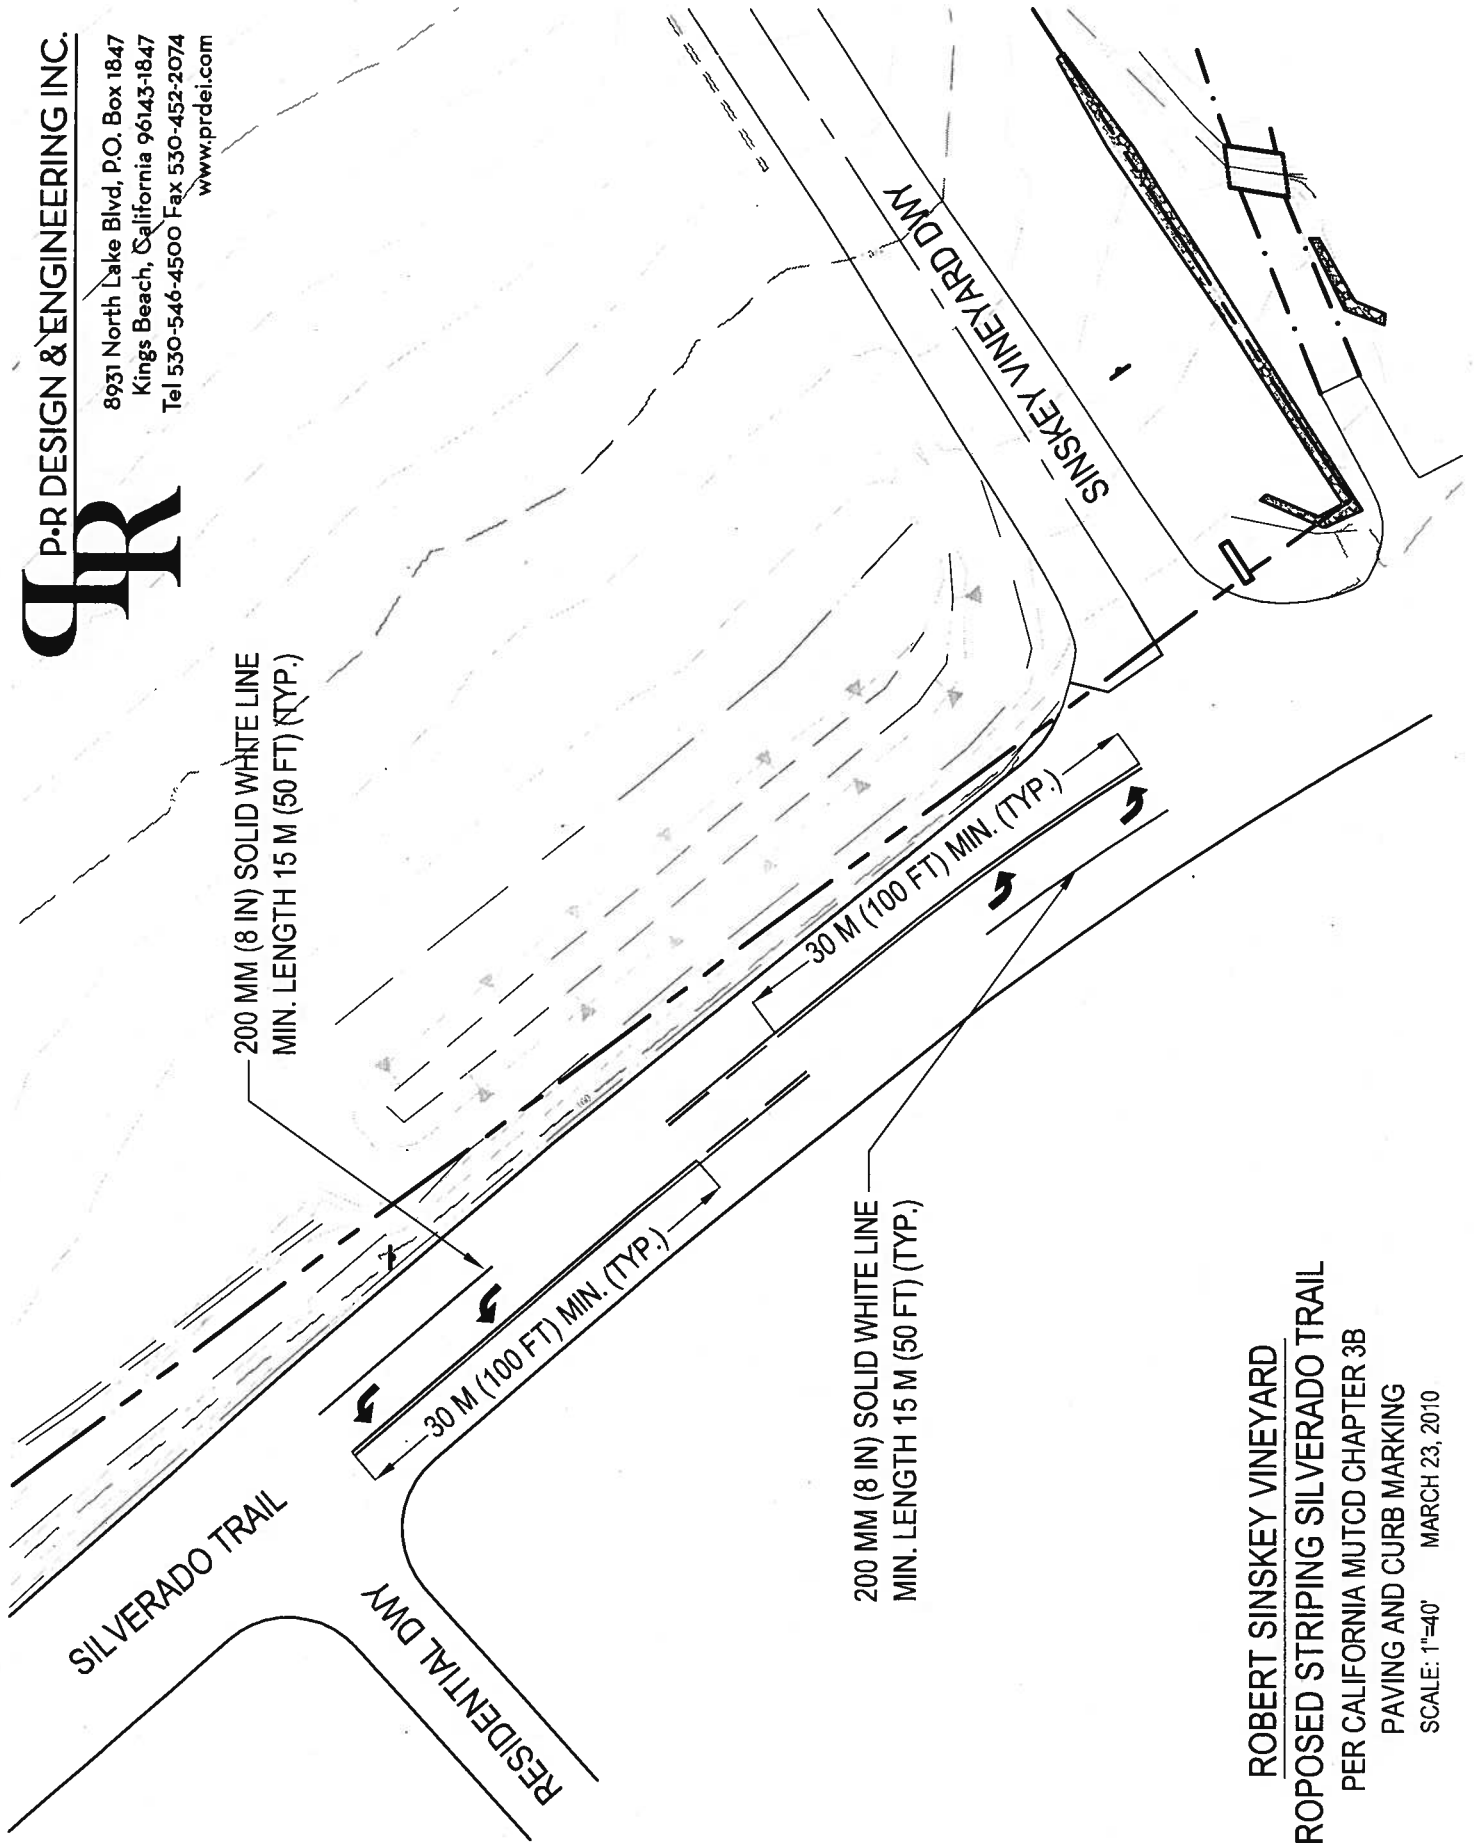 P·R DESIGN & ENGINEERING INC.
8931 North Lake Blvd, P.O. Box 1847
Kings Beach, California 96143-1847
Tel 530-546-4500 Fax 530-452-2074
www.prdei.com
PR
200 MM (8 IN) SOLID WHITE LINE
MIN. LENGTH 15 M (50 FT) (TYP.)
SINSKEY VINEYARD DWY
30 M (100 FT) MIN. (TYP.)
160
30 M (100 FT) MIN. (TYP.)
SILVERADO TRAIL
RESIDENTIAL DWY
200 MM (8 IN) SOLID WHITE LINE
MIN. LENGTH 15 M (50 FT) (TYP.)
ROBERT SINSKEY VINEYARD
ROPOSED STRIPING SILVERADO TRAIL
PER CALIFORNIA MUTCD CHAPTER 3B
PAVING AND CURB MARKING
SCALE: 1"=40' MARCH 23, 2010